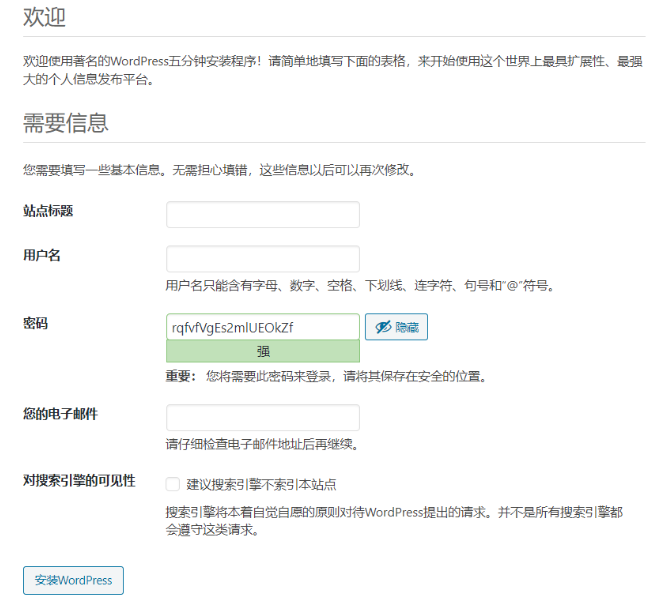 欢迎
欢迎使用著名的WordPress五分钟安装程序！请简单地填写下面的表格，来开始使用这个世界上最具扩展性、最强
大的个人信息发布平台。
需要信息
您需要填写一些基本信息。无需担心填错，这些信息以后可以再次修改。
站点标题
用户名
用户名只能含有字母、数字、空格、下划线、连字符、句号和“@”符号。
密码
rqfvfVgEs2mlUEOkZf
隐藏
强
重要： 您将需要此密码来登录，请将其保存在安全的位置。
您的电子邮件
请仔细检查电子邮件地址后再继续。
对搜索引擎的可见性
建议搜索引擎不索引本站点
搜索引擎将本着自觉自愿的原则对待WordPress提出的请求。并不是所有搜索引擎都
会遵守这类请求。
安装WordPress